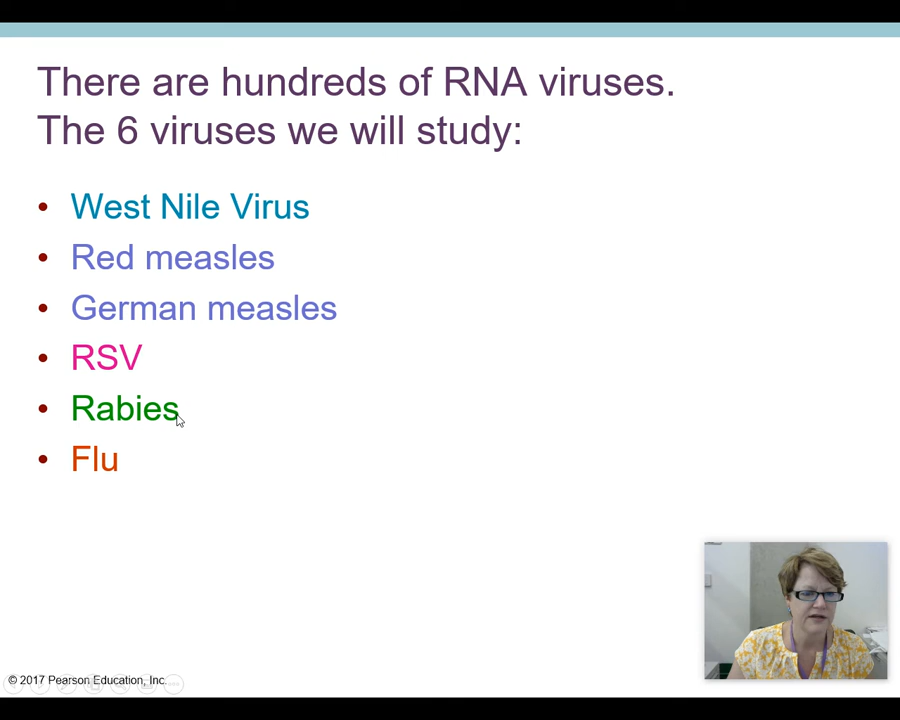 There are hundreds of RNA viruses.
The 6 viruses we will study:
• West Nile Virus
• Red measles
• German measles
• RSV
• Rabies
• Flu
© 2017 Pearson Education, Inc.